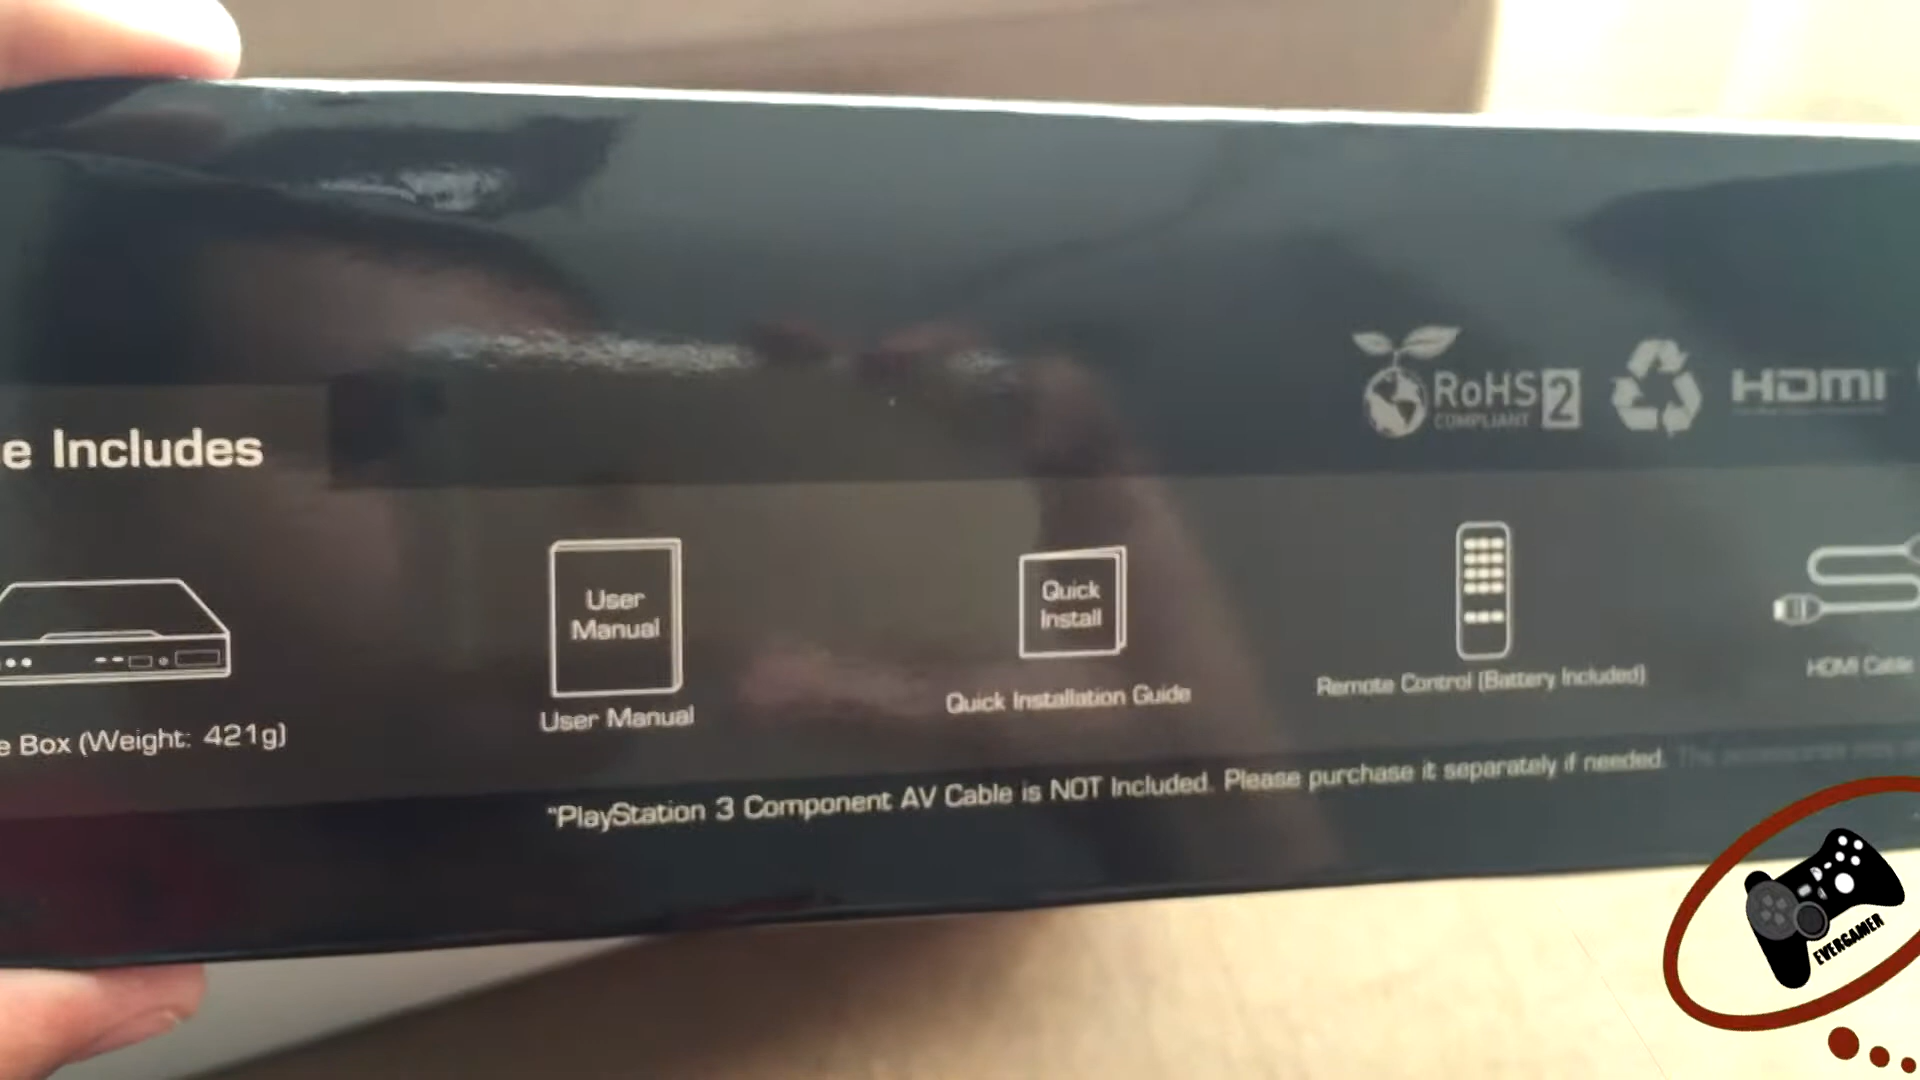 RoHS 2
COMPLIANT
HDMI
e Includes
User
Manual
Quick
Install
e Box (Weight: 421g)
User Manual
Quick Installation Guide
Remote Control (Battery Included)
HDMI Cable
"PlayStation 3 Component AV Cable is NOT Included. Please purchase it separately if needed.
EVERGAMER